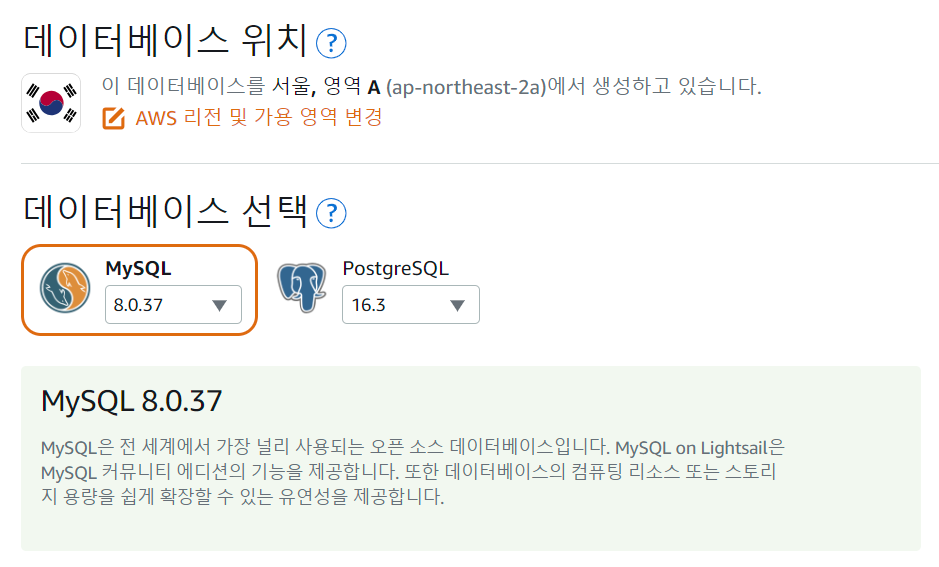 데이터베이스 위치 ?
이 데이터베이스를 서울, 영역 A (ap-northeast-2a)에서 생성하고 있습니다.
AWS 리전 및 가용 영역 변경
데이터베이스 선택 ?
MySQL
8.0.37
PostgreSQL
16.3
MySQL 8.0.37
MySQL은 전 세계에서 가장 널리 사용되는 오픈 소스 데이터베이스입니다. MySQL on Lightsail은
MySQL 커뮤니티 에디션의 기능을 제공합니다. 또한 데이터베이스의 컴퓨팅 리소스 또는 스토리
지 용량을 쉽게 확장할 수 있는 유연성을 제공합니다.